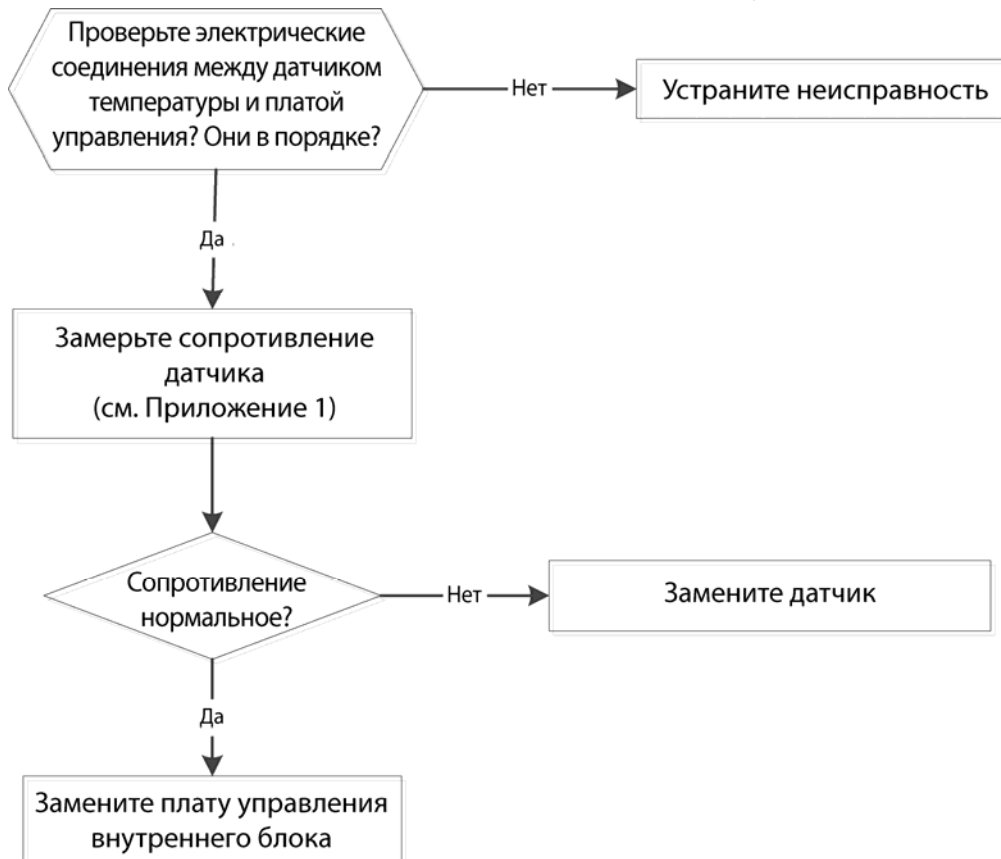 Проверьте электрические
соединения между датчиком
температуры и платой
управления? Они в порядке?
Нет
Устраните неисправность
Да
Замерьте сопротивление
датчика
(см. Приложение 1)
Сопротивление
нормальное?
Нет
Замените датчик
Да
Замените плату управления
внутреннего блока